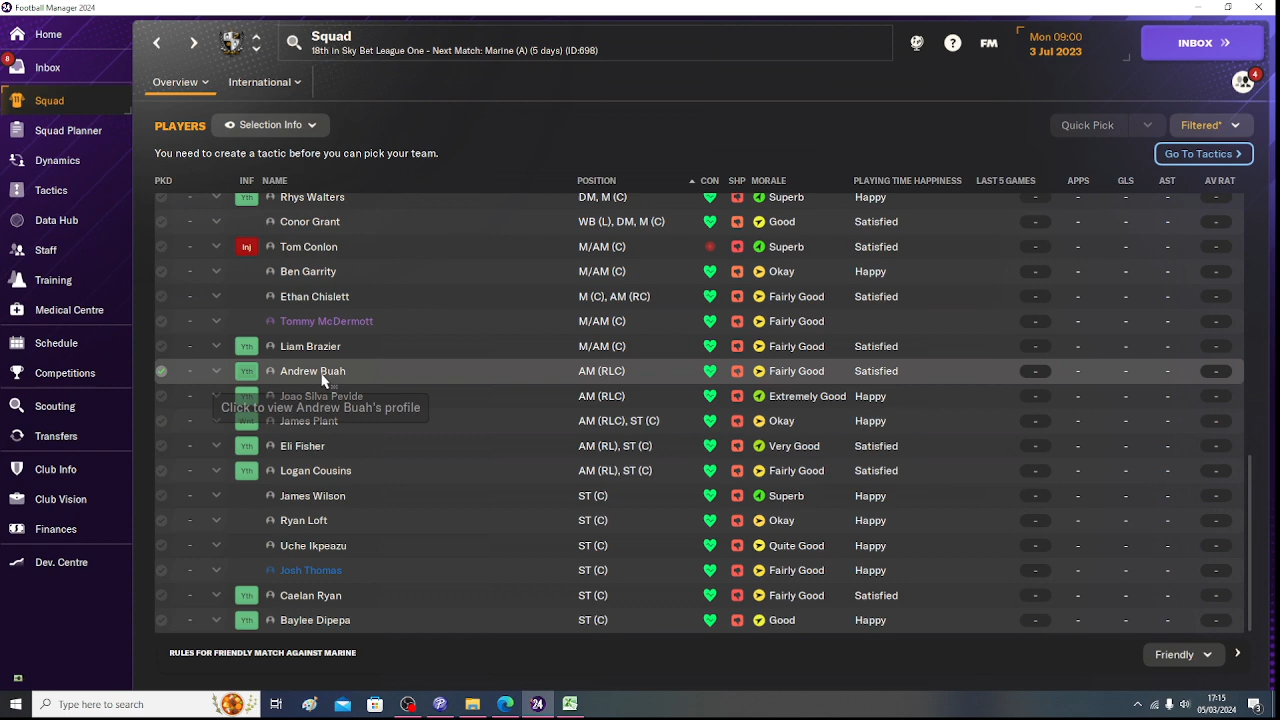 24 Football Manager 2024
Home
8 Inbox
Squad
Squad Planner
Dynamics
Tactics
Data Hub
Staff
Training
Medical Centre
Schedule
Competitions
Scouting
Transfers
Club Info
Club Vision
Finances
Dev. Centre
Squad
18th in Sky Bet League One - Next Match: Marine (A) (5 days) (ID:698)
? FM Mon 09:00
3 Jul 2023
INBOX
4
Overview International
PLAYERS Selection Info Quick Pick Filtered*
You need to create a tactic before you can pick your team. Go To Tactics >
PKD INF NAME POSITION CON SHP MORALE PLAYING TIME HAPPINESS LAST 5 GAMES APPS GLS AST AV RAT
- Yth Rhys Walters DM, M (C) Superb Happy - - - - -
- Conor Grant WB (L), DM, M (C) Good Satisfied - - - - -
- Inj Tom Conlon M/AM (C) Superb Satisfied - - - - -
- Ben Garrity M/AM (C) Okay Happy - - - - -
- Ethan Chislett M (C), AM (RC) Fairly Good Satisfied - - - - -
- Tommy McDermott M/AM (C) Fairly Good - - - - -
- Yth Liam Brazier M/AM (C) Fairly Good Satisfied - - - - -
- Yth Andrew Buah AM (RLC) Fairly Good Satisfied - - - - -
- Yth Joao Silva Pevide AM (RLC) Extremely Good Happy - - - - -
Click to view Andrew Buah's profile
- Wnt James Plant AM (RLC), ST (C) Okay Happy - - - - -
- Yth Eli Fisher AM (RL), ST (C) Very Good Satisfied - - - - -
- Yth Logan Cousins AM (RL), ST (C) Fairly Good Satisfied - - - - -
- James Wilson ST (C) Superb Happy - - - - -
- Ryan Loft ST (C) Okay Happy - - - - -
- Uche Ikpeazu ST (C) Quite Good Happy - - - - -
- Josh Thomas ST (C) Fairly Good Happy - - - - -
- Yth Caelan Ryan ST (C) Fairly Good Satisfied - - - - -
- Yth Baylee Dipepa ST (C) Good Happy - - - - -
RULES FOR FRIENDLY MATCH AGAINST MARINE Friendly
Type here to search 24 17:15
05/03/2024 3